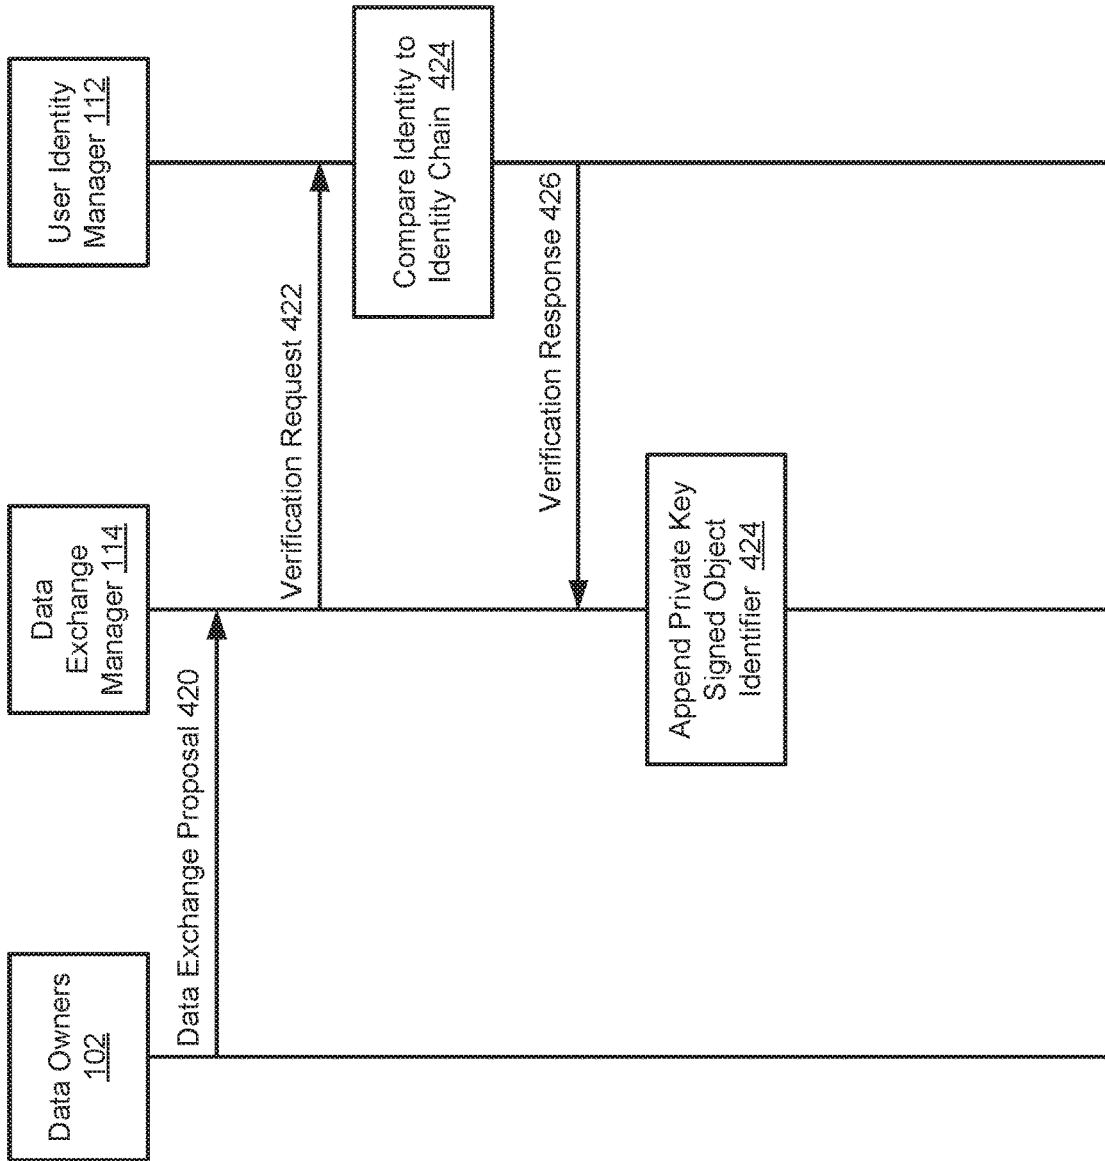 Data Owners
102
Data
Exchange
Manager 114
User Identity
Manager 112
Data Exchange Proposal 420
Verification Request 422
Compare Identity to
Identity Chain 424
Verification Response 426
Append Private Key
Signed Object
Identifier 424